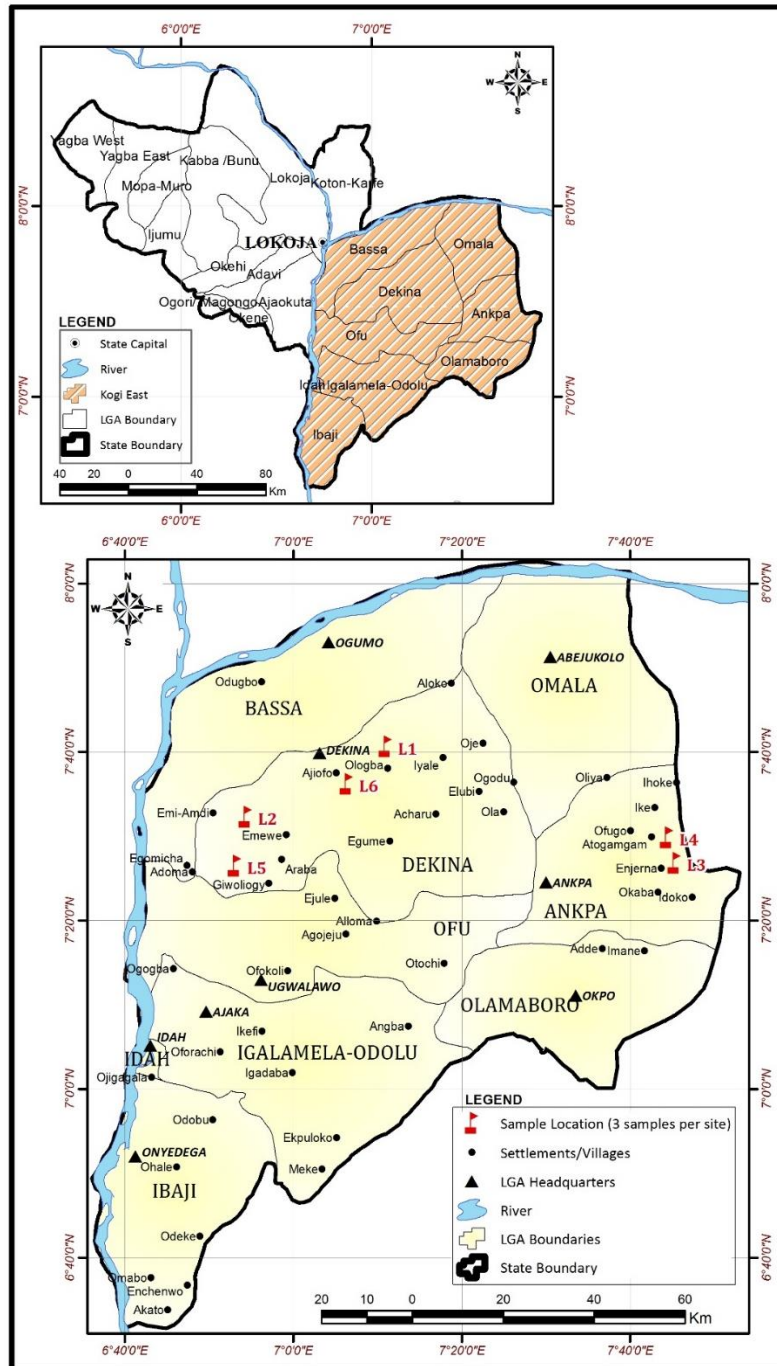 6°0'0"E 7°0'0"E
N
W E
S
Yagba West
Yagba East
Kabba /Bunu
Mopa-Muro
Lokoja
Koton-Karfe
8°0'0"N 8°0'0"N
Ijumu
LOKOJA
Bassa
Omala
Okehi
Adavi
Dekina
Ogori/ Magongo
Ajaokuta
Okene
Ankpa
Ofu
Olamaboro
Idah
Igalamela-Odolu
Ibaji
7°0'0"N 7°0'0"N
LEGEND
State Capital
River
Kogi East
LGA Boundary
State Boundary
40 20 0 40 80
Km
6°0'0"E 7°0'0"E
6°40'0"E 7°0'0"E 7°20'0"E 7°40'0"E
8°0'0"N 8°0'0"N
N
W E
S
OGUMO
ABEJUKOLO
Odugbo
Aloko
OMALA
BASSA
7°40'0"N 7°40'0"N
DEKINA
L1
Oje
Ologba
Iyale
Ajiofo
L6
Ogodu
Oliya
Ihoke
Elubi
Emi-Amdi
L2
Acharu
Ola
Ike
Emewe
Egume
Ofugo
L4
Atogamgam
Egomicha
Adoma
L5
Araba
DEKINA
Enjerna
L3
Giwoliogy
ANKPA
Ejule
Okaba
Idoko
ANKPA
7°20'0"N 7°20'0"N
Alloma
OFU
Agojeju
Adde
Imane
Ogogba
Ofokoli
Otochi
UGWALAWO
OLAMABORO
OKPO
AJAKA
Ikefi
Angba
IDAH
IDAH
Oforachi
IGALAMELA-ODOLU
Ojigagala
Igadaba
7°0'0"N 7°0'0"N
Odobu
Ekpuloko
ONYEDEGA
Ohale
Meke
IBAJI
Odeke
6°40'0"N 6°40'0"N
Omabo
Enchenwo
Akato
LEGEND
Sample Location (3 samples per site)
Settlements/Villages
LGA Headquarters
River
LGA Boundaries
State Boundary
20 10 0 20 40 60
Km
6°40'0"E 7°0'0"E 7°20'0"E 7°40'0"E